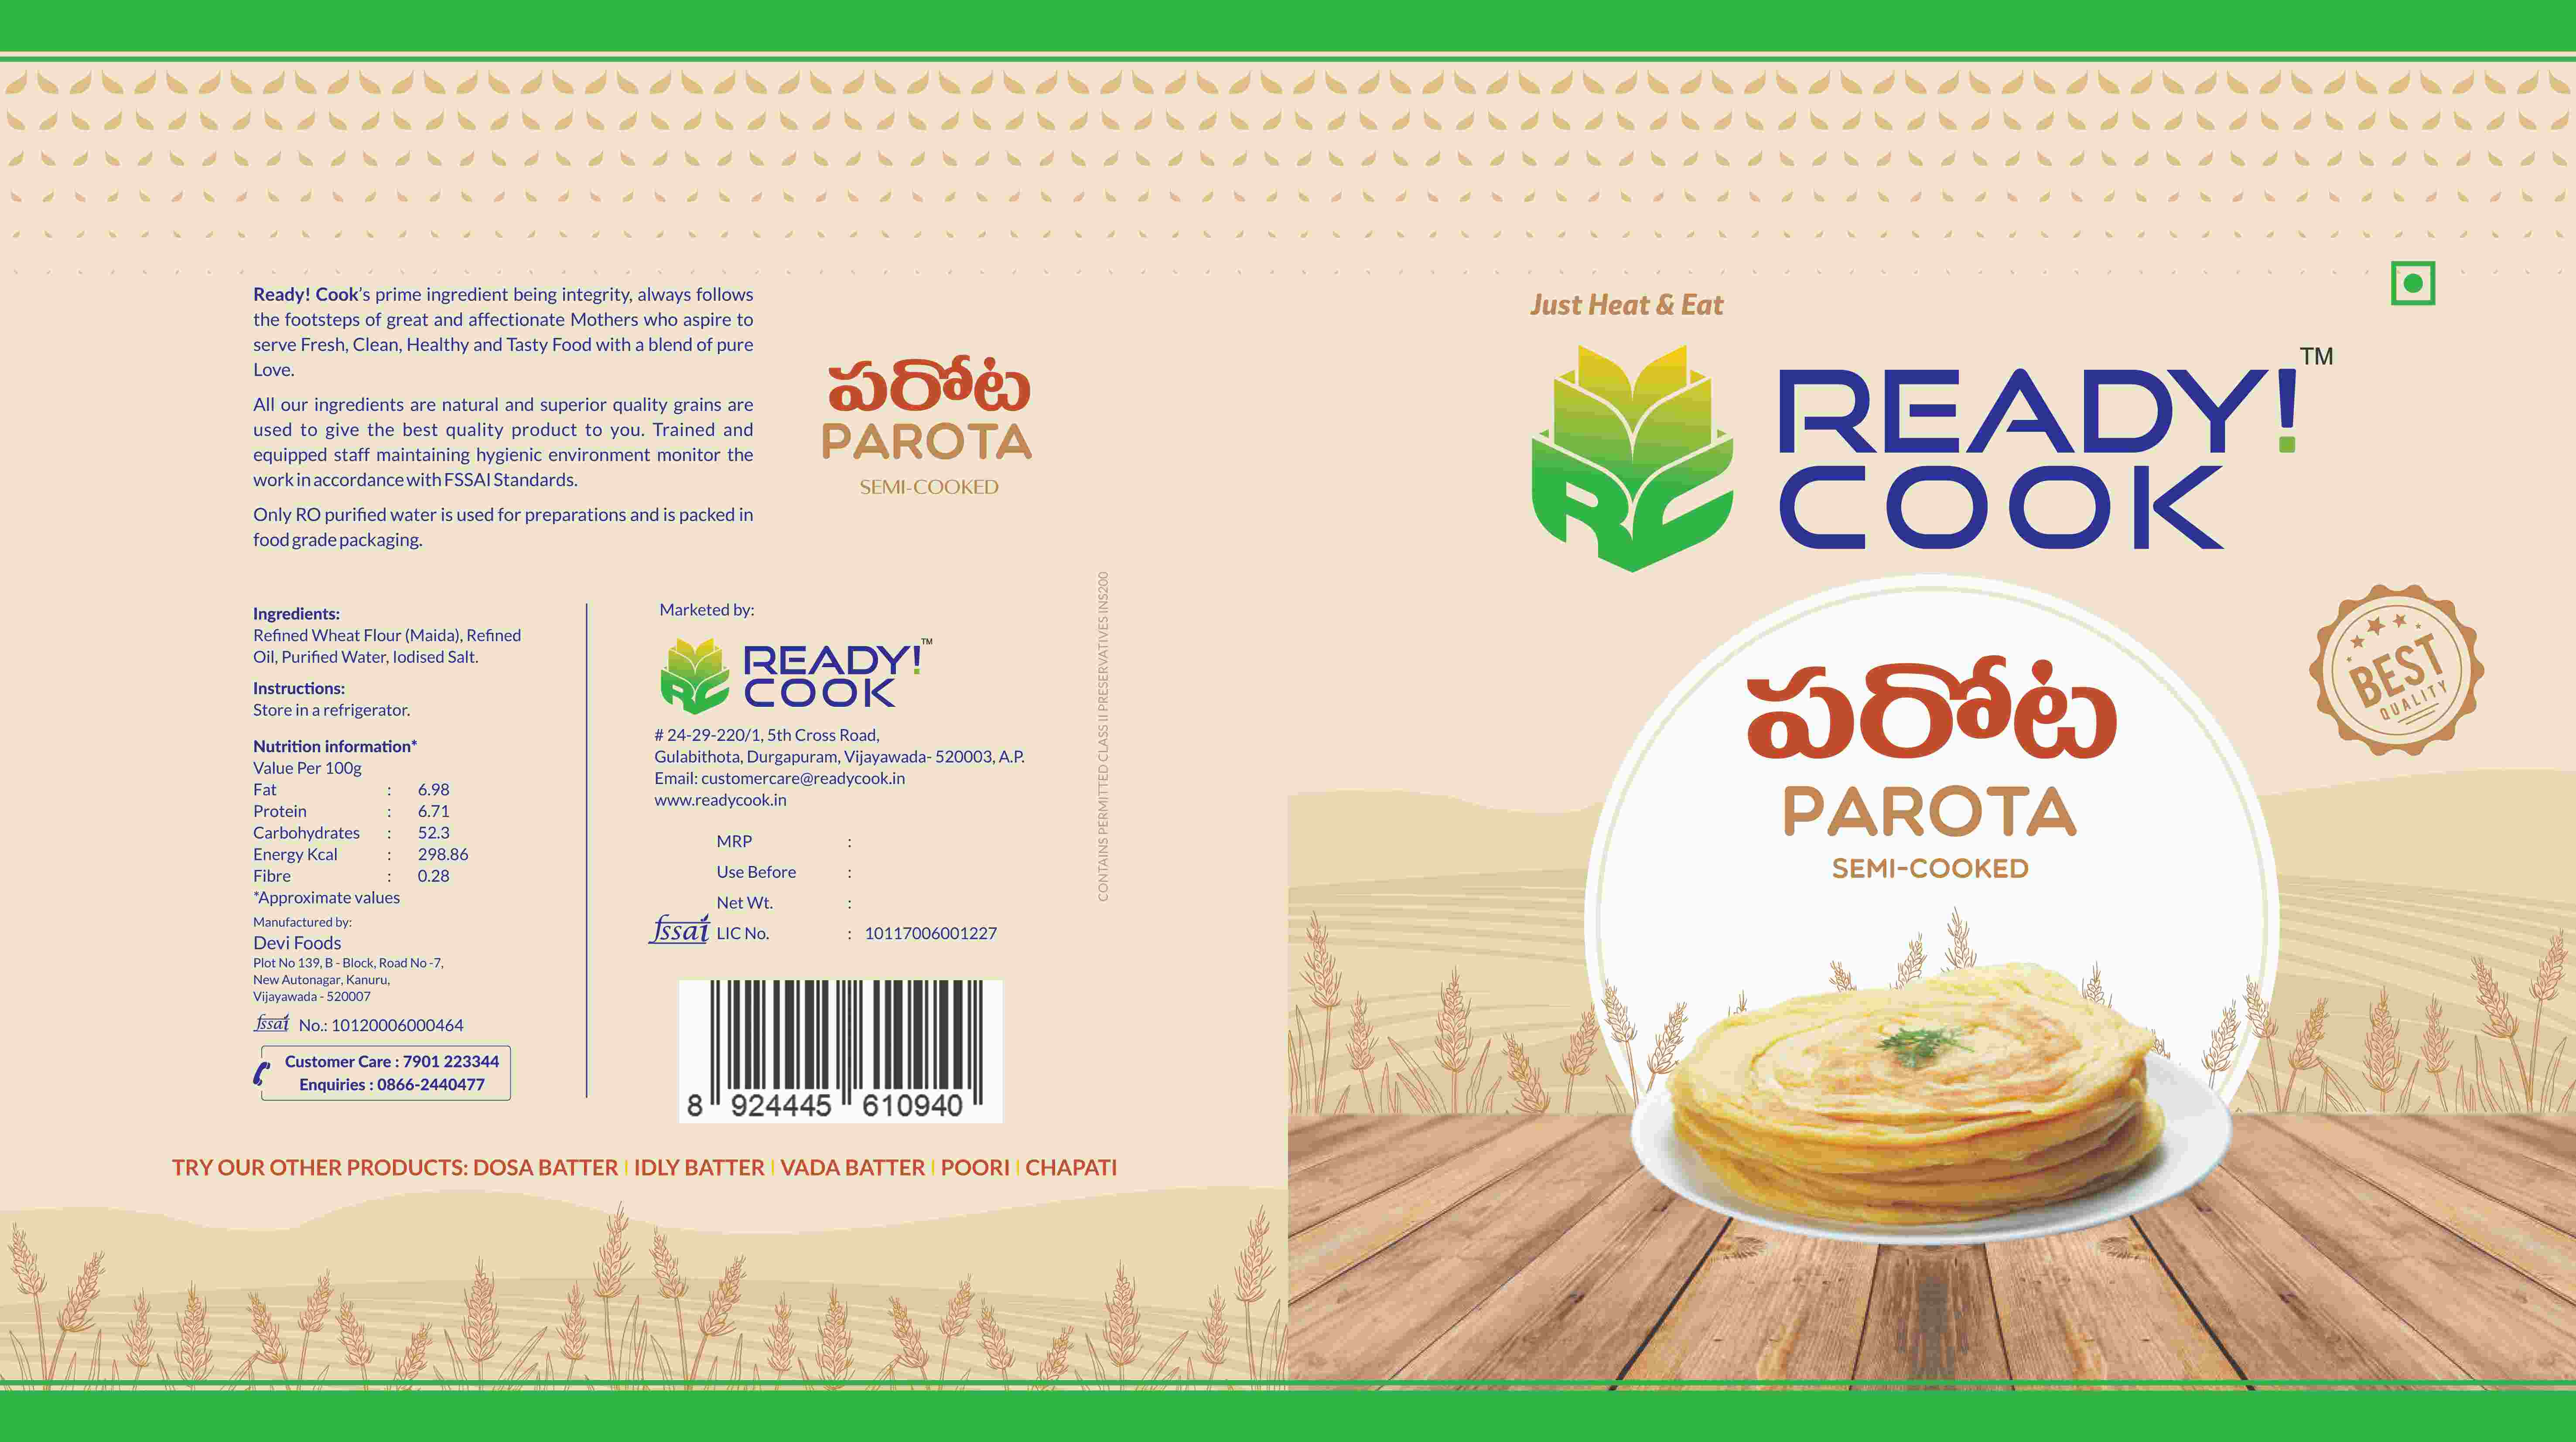 Ready! Cook's prime ingredient being integrity, always follows
the footsteps of great and affectionate Mothers who aspire to
serve Fresh, Clean, Healthy and Tasty Food with a blend of pure
Love.
All our ingredients are natural and superior quality grains are
used to give the best quality product to you. Trained and
equipped staff maintaining hygienic environment monitor the
work in accordance with FSSAI Standards.
Only RO purified water is used for preparations and is packed in
food grade packaging.
పరోట
PAROTA
SEMI-COOKED
Ingredients:
Refined Wheat Flour (Maida), Refined
Oil, Purified Water, Iodised Salt.
Instructions:
Store in a refrigerator.
Nutrition information*
Value Per 100g
Fat : 6.98
Protein : 6.71
Carbohydrates : 52.3
Energy Kcal : 298.86
Fibre : 0.28
*Approximate values
Manufactured by:
Devi Foods
Plot No 139, B - Block, Road No -7,
New Autonagar, Kanuru,
Vijayawada - 520007
fssai No.: 10120006000464
Customer Care : 7901 223344
Enquiries : 0866-2440477
Marketed by:
RC
READY!
COOK
TM
# 24-29-220/1, 5th Cross Road,
Gulabithota, Durgapuram, Vijayawada- 520003, A.P.
Email: customercare@readycook.in
www.readycook.in
MRP :
Use Before :
Net Wt. :
fssai LIC No. : 10117006001227
8 924445 610940
CONTAINS PERMITTED CLASS II PRESERVATIVES INS200
TRY OUR OTHER PRODUCTS: DOSA BATTER | IDLY BATTER | VADA BATTER | POORI | CHAPATI
Just Heat & Eat
RC
READY!
COOK
TM
BEST
QUALITY
పరోట
PAROTA
SEMI-COOKED